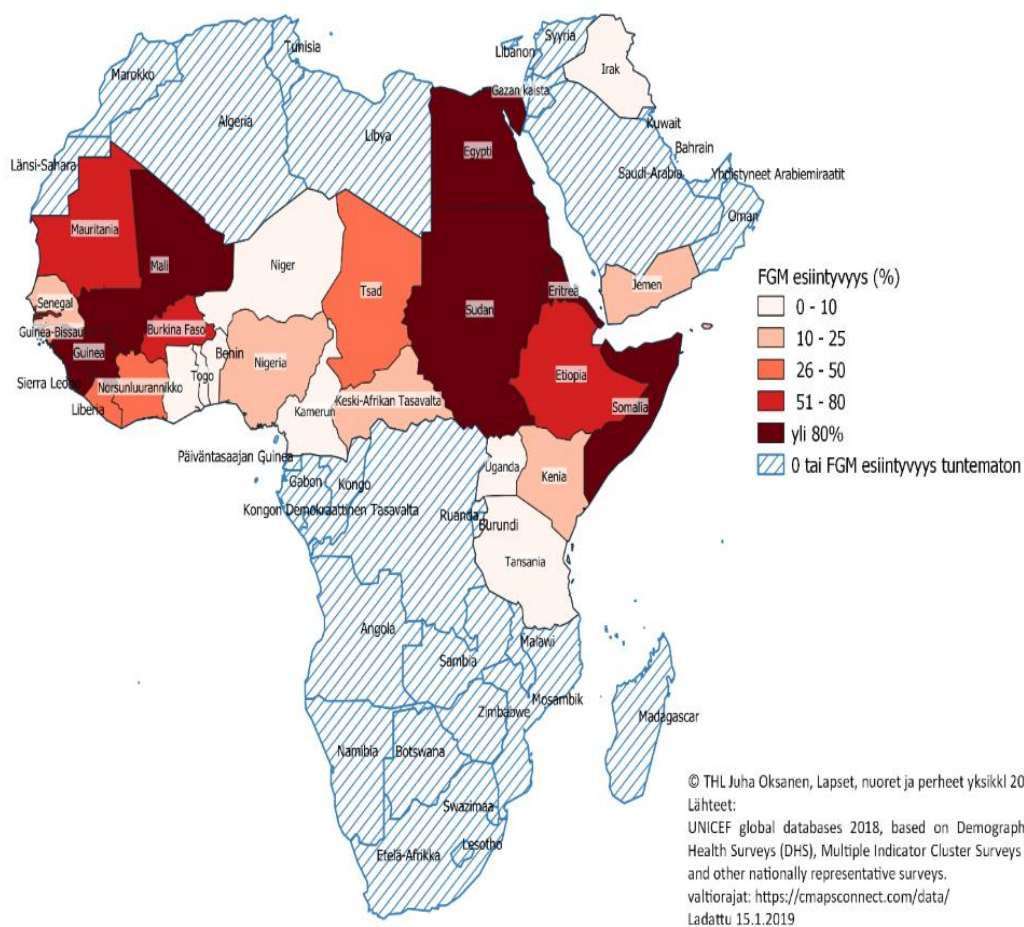 Tunisia
Syyria
Libanon
Irak
Marokko
Gazan kaista
Algeria
Libya
Egypti
Kuwait
Bahrain
Länsi-Sahara
Saudi-Arabia
Yhdistyneet Arabiemiraatit
Oman
Mauritania
Mali
Niger
Tsad
Sudan
Eritrea
Jemen
FGM esiintyvyys (%)
0 - 10
10 - 25
26 - 50
51 - 80
yli 80%
0 tai FGM esiintyvyys tuntematon
Senegal
Guinea-Bissau
Burkina Faso
Guinea
Benin
Nigeria
Etiopia
Sierra Leone
Norsunluurannikko
Togo
Keski-Afrikan Tasavalta
Somalia
Liberia
Kamerun
Päiväntasaajan Guinea
Uganda
Kenia
Gabon
Kongo
Kongon Demokraattinen Tasavalta
Ruanda
Burundi
Tansania
Angola
Malawi
Sambia
Mosambik
Zimbabwe
Madagascar
Namibia
Botswana
Swazimaa
Lesotho
Etelä-Afrikka
© THL Juha Oksanen, Lapset, nuoret ja perheet yksikkl 20
Lähteet:
UNICEF global databases 2018, based on Demograph
Health Surveys (DHS), Multiple Indicator Cluster Surveys
and other nationally representative surveys.
valtiorajat: https://cmapsconnect.com/data/
Ladattu 15.1.2019